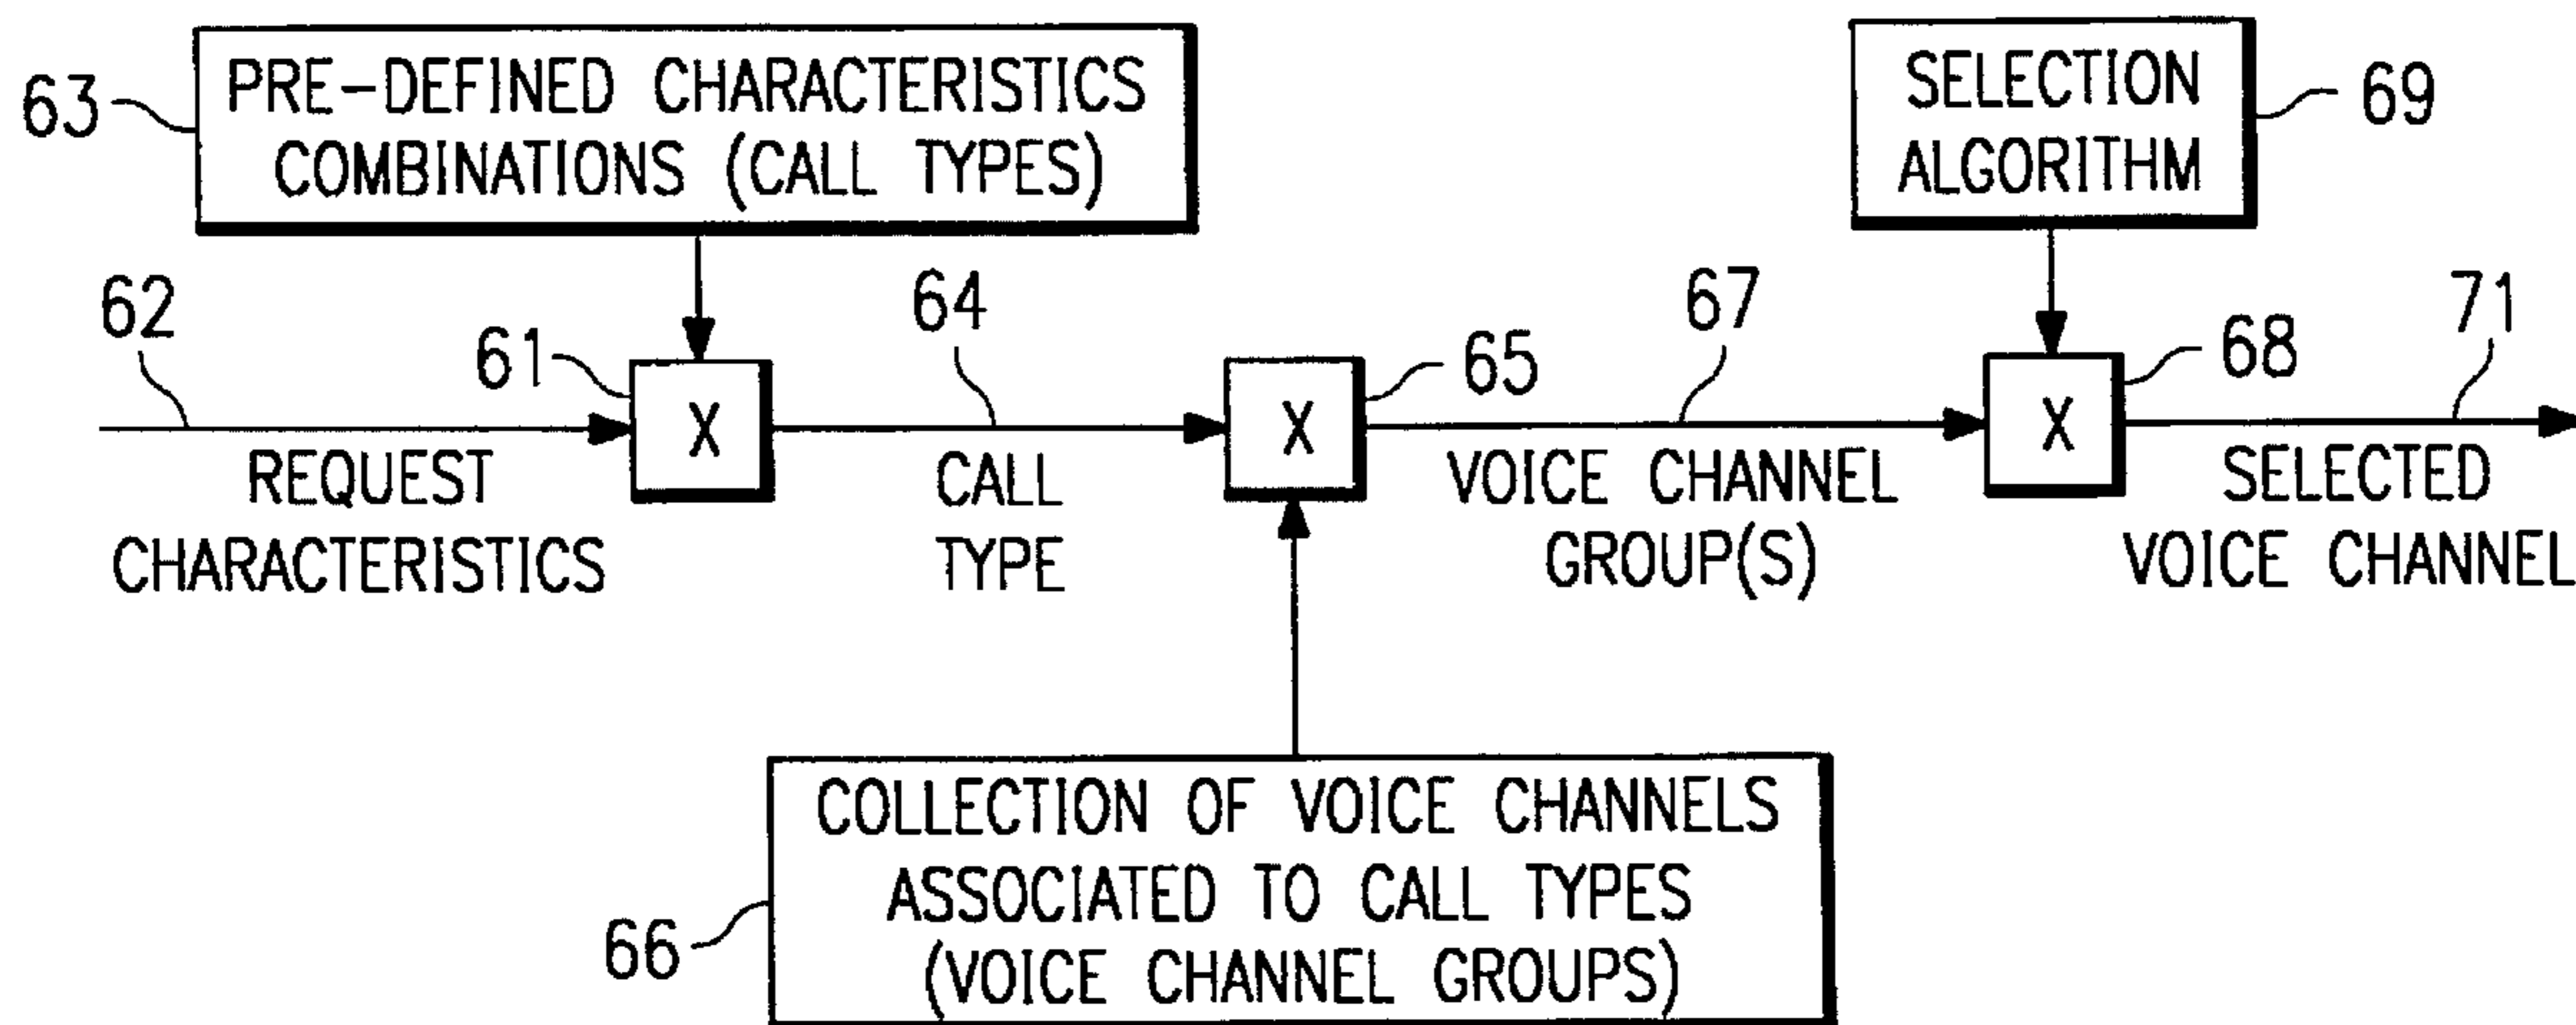 63
PRE-DEFINED CHARACTERISTICS
COMBINATIONS (CALL TYPES)
SELECTION
ALGORITHM
69
62
61
X
64
65
X
67
68
X
71
REQUEST
CHARACTERISTICS
CALL
TYPE
VOICE CHANNEL
GROUP(S)
SELECTED
VOICE CHANNEL
66
COLLECTION OF VOICE CHANNELS
ASSOCIATED TO CALL TYPES
(VOICE CHANNEL GROUPS)